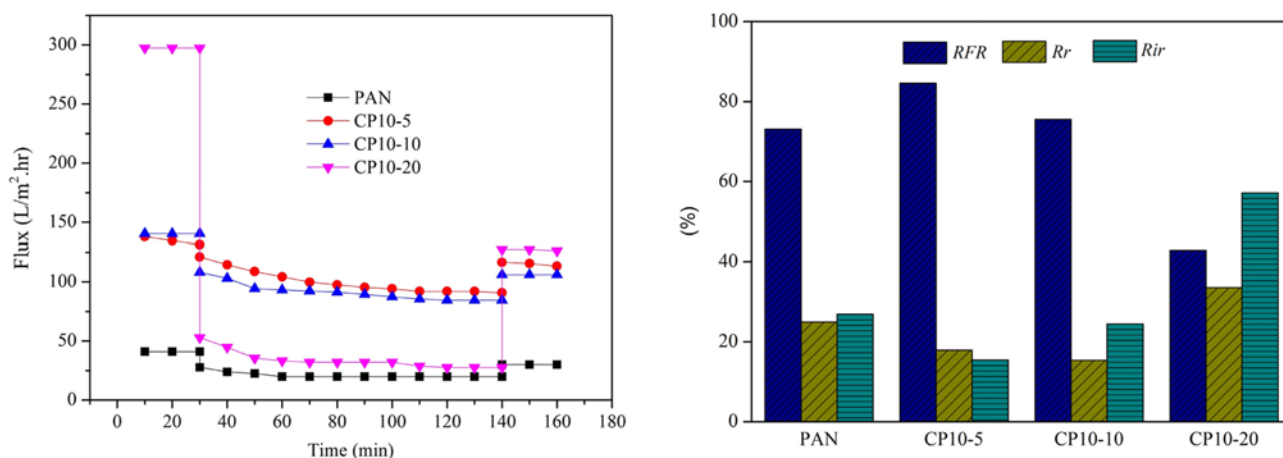 300
250
200
150
100
50
0
Flux (L/m².hr)
PAN
CP10-5
CP10-10
CP10-20
0 20 40 60 80 100 120 140 160 180
Time (min)
100
80
60
40
20
0
(%)
RFR Rr Rir
PAN CP10-5 CP10-10 CP10-20